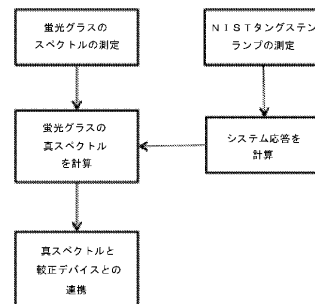 蛍光グラスの
スペクトルの測定
ＮＩＳＴタングステン
ランプの測定
蛍光グラスの
真スペクトル
を計算
システム応答を
計算
真スペクトルと
較正デバイスとの
連携